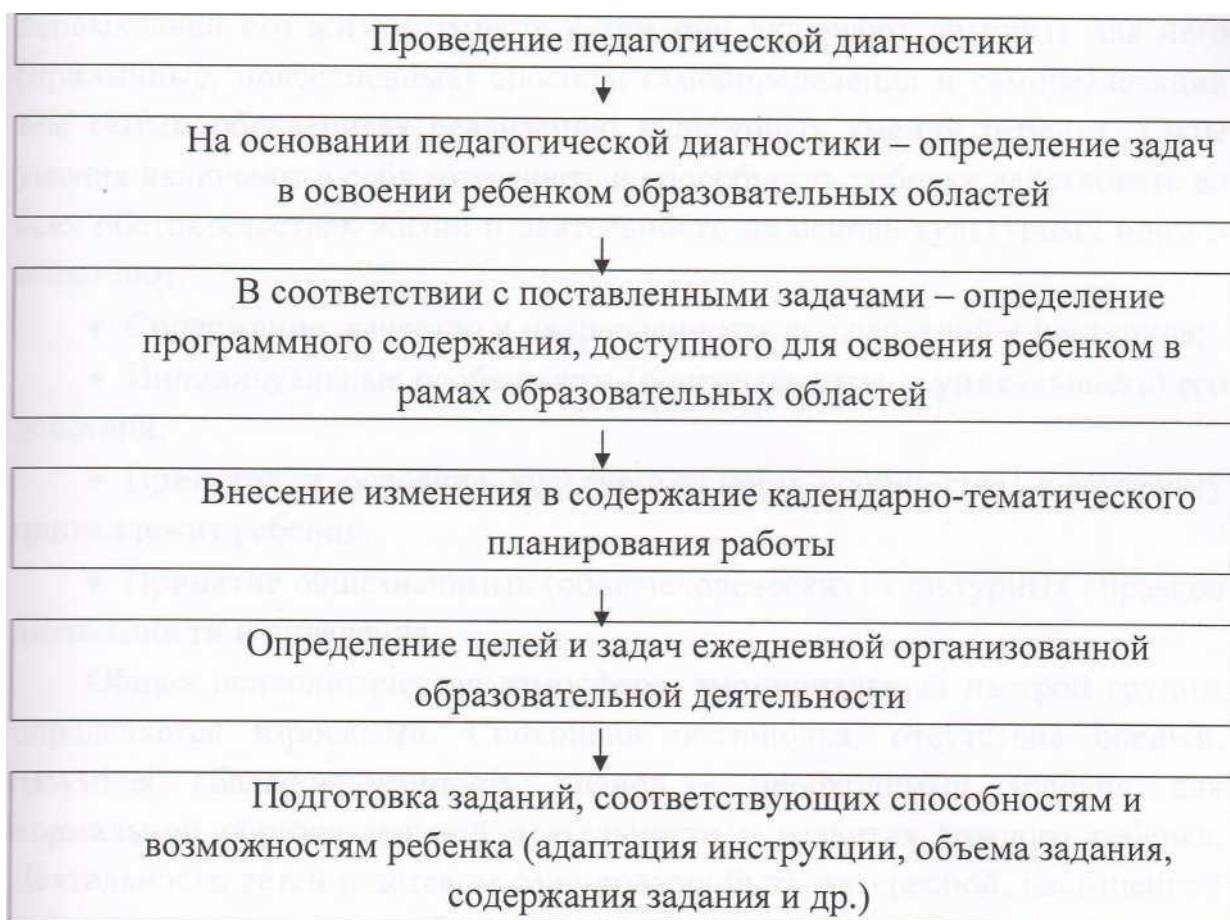 Проведение педагогической диагностики
На основании педагогической диагностики – определение задач
в освоении ребенком образовательных областей
В соответствии с поставленными задачами – определение
программного содержания, доступного для освоения ребенком в
рамах образовательных областей
Внесение изменения в содержание календарно-тематического
планирования работы
Определение целей и задач ежедневной организованной
образовательной деятельности
Подготовка заданий, соответствующих способностям и
возможностям ребенка (адаптация инструкции, объема задания,
содержания задания и др.)